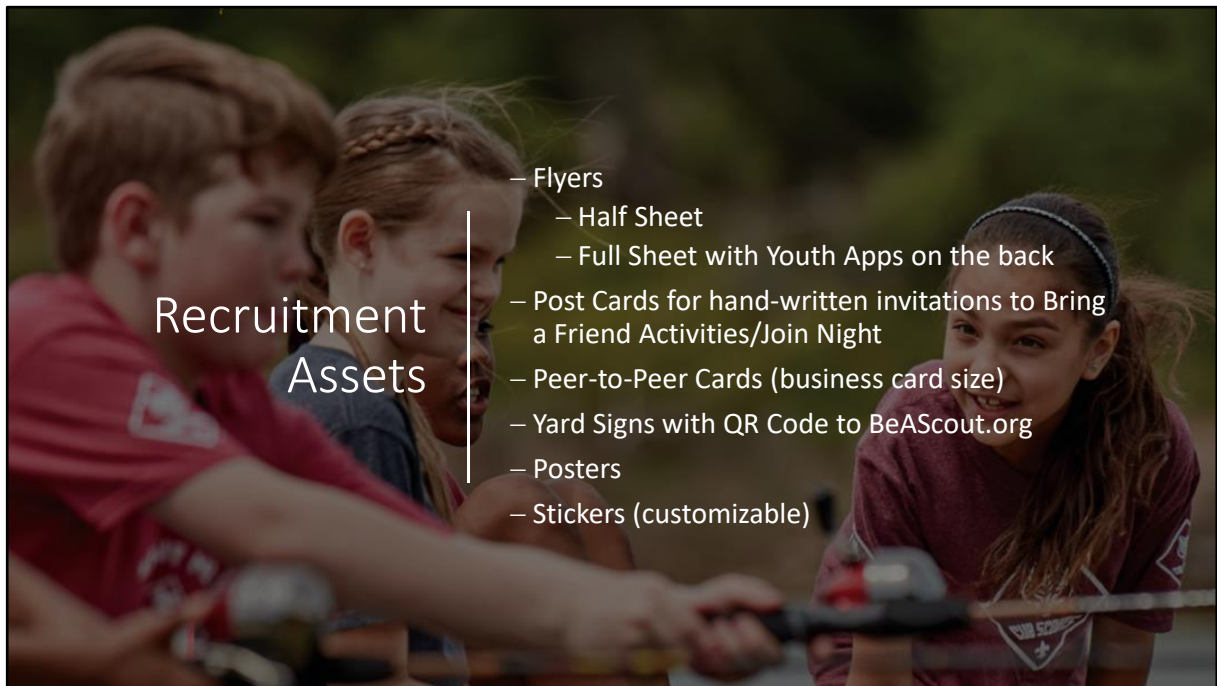 Recruitment
Assets
– Flyers
– Half Sheet
– Full Sheet with Youth Apps on the back
– Post Cards for hand-written invitations to Bring
a Friend Activities/Join Night
– Peer-to-Peer Cards (business card size)
– Yard Signs with QR Code to BeAScout.org
– Posters
– Stickers (customizable)
CUB SCOUTS